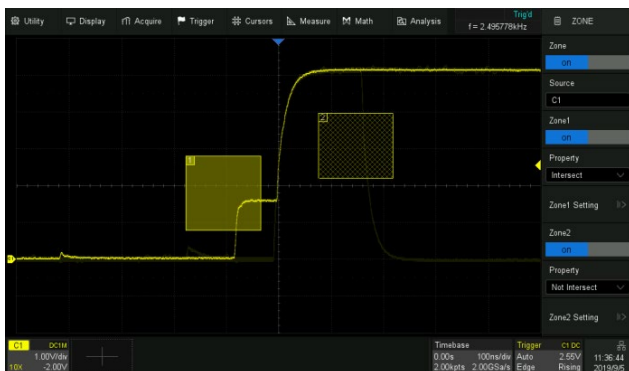 Utility Display Acquire Trigger Cursors Measure Math Analysis
Trig'd
f = 2.495778kHz
ZONE
Zone
on
Source
C1
Zone1
on
Property
Intersect
Zone1 Setting
Zone2
on
Property
Not Intersect
Zone2 Setting
1
2
C1 DC1M
1.00V/div
10X -2.00V
Timebase
0.00s 100ns/div
2.00kpts 2.00GSa/s
Trigger C1 DC
Auto 2.55V
Edge Rising
11:36:44
2019/9/5